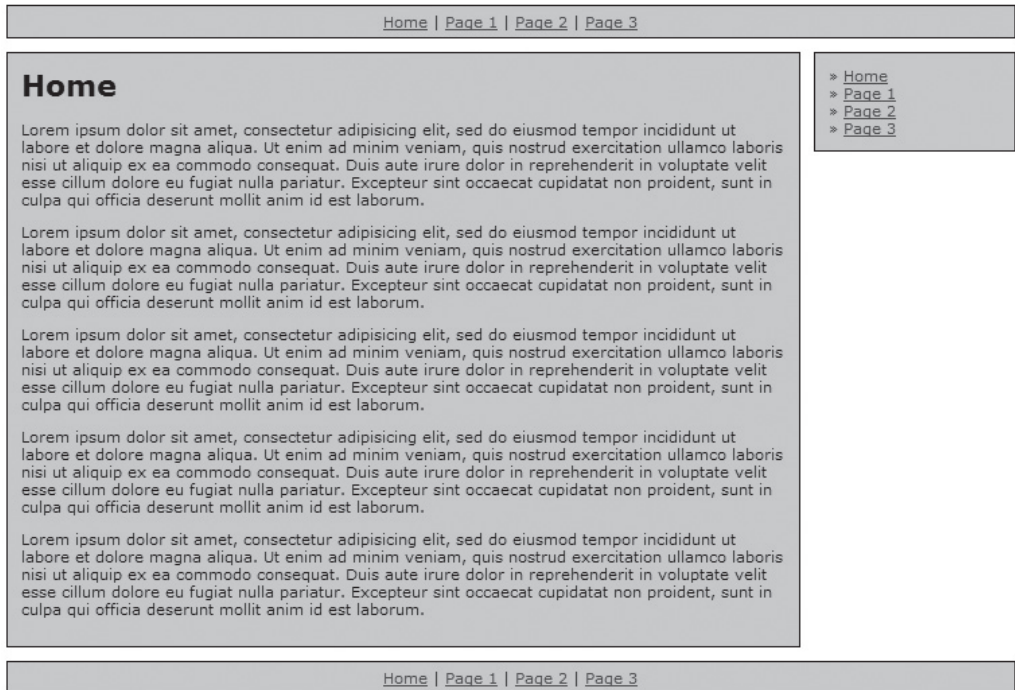 Home | Page 1 | Page 2 | Page 3
Home
Lorem ipsum dolor sit amet, consectetur adipisicing elit, sed do eiusmod tempor incididunt ut
labore et dolore magna aliqua. Ut enim ad minim veniam, quis nostrud exercitation ullamco laboris
nisi ut aliquip ex ea commodo consequat. Duis aute irure dolor in reprehenderit in voluptate velit
esse cillum dolore eu fugiat nulla pariatur. Excepteur sint occaecat cupidatat non proident, sunt in
culpa qui officia deserunt mollit anim id est laborum.
Lorem ipsum dolor sit amet, consectetur adipisicing elit, sed do eiusmod tempor incididunt ut
labore et dolore magna aliqua. Ut enim ad minim veniam, quis nostrud exercitation ullamco laboris
nisi ut aliquip ex ea commodo consequat. Duis aute irure dolor in reprehenderit in voluptate velit
esse cillum dolore eu fugiat nulla pariatur. Excepteur sint occaecat cupidatat non proident, sunt in
culpa qui officia deserunt mollit anim id est laborum.
Lorem ipsum dolor sit amet, consectetur adipisicing elit, sed do eiusmod tempor incididunt ut
labore et dolore magna aliqua. Ut enim ad minim veniam, quis nostrud exercitation ullamco laboris
nisi ut aliquip ex ea commodo consequat. Duis aute irure dolor in reprehenderit in voluptate velit
esse cillum dolore eu fugiat nulla pariatur. Excepteur sint occaecat cupidatat non proident, sunt in
culpa qui officia deserunt mollit anim id est laborum.
Lorem ipsum dolor sit amet, consectetur adipisicing elit, sed do eiusmod tempor incididunt ut
labore et dolore magna aliqua. Ut enim ad minim veniam, quis nostrud exercitation ullamco laboris
nisi ut aliquip ex ea commodo consequat. Duis aute irure dolor in reprehenderit in voluptate velit
esse cillum dolore eu fugiat nulla pariatur. Excepteur sint occaecat cupidatat non proident, sunt in
culpa qui officia deserunt mollit anim id est laborum.
Lorem ipsum dolor sit amet, consectetur adipisicing elit, sed do eiusmod tempor incididunt ut
labore et dolore magna aliqua. Ut enim ad minim veniam, quis nostrud exercitation ullamco laboris
nisi ut aliquip ex ea commodo consequat. Duis aute irure dolor in reprehenderit in voluptate velit
esse cillum dolore eu fugiat nulla pariatur. Excepteur sint occaecat cupidatat non proident, sunt in
culpa qui officia deserunt mollit anim id est laborum.
» Home
» Page 1
» Page 2
» Page 3
Home | Page 1 | Page 2 | Page 3